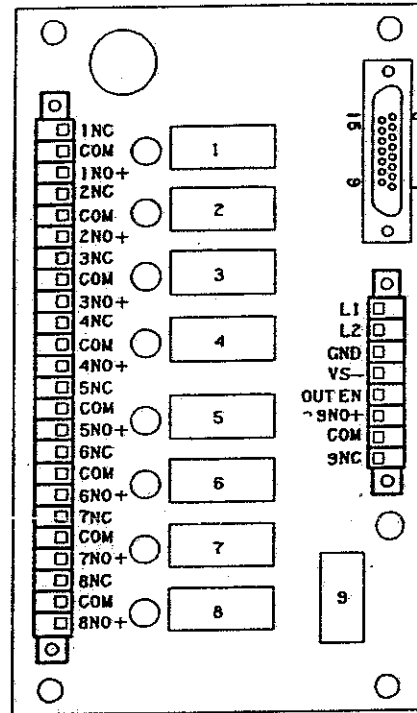 1NC
COM
1NO+
1
2NC
COM
2NO+
2
3NC
COM
3NO+
3
4NC
COM
4NO+
4
5NC
COM
5NO+
5
6NC
COM
6NO+
6
7NC
COM
7NO+
7
8NC
COM
8NO+
8
15
9
L1
L2
GND
VS-
OUT EN
9NO+
COM
9NC
9